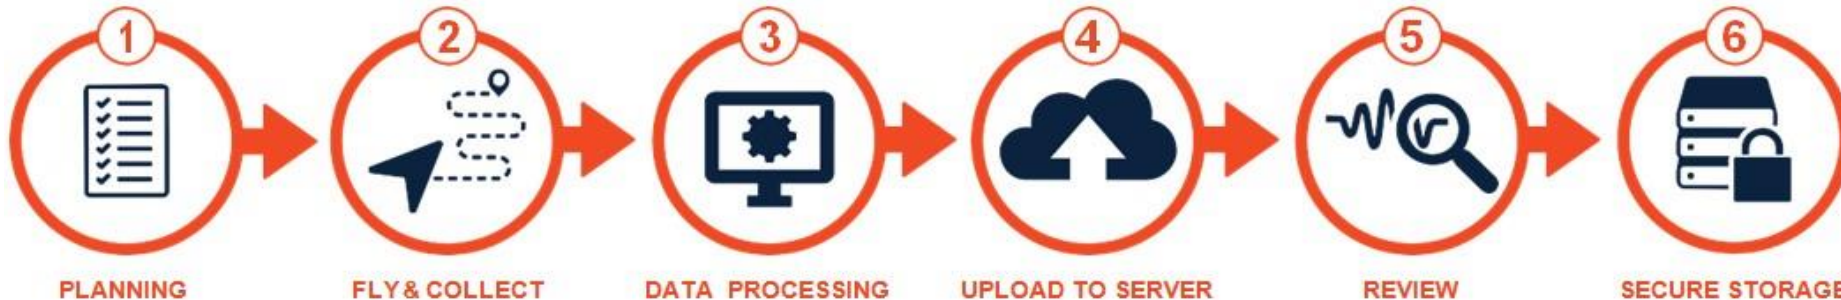 1 2 3 4 5 6
PLANNING FLY & COLLECT DATA PROCESSING UPLOAD TO SERVER REVIEW SECURE STORAGE